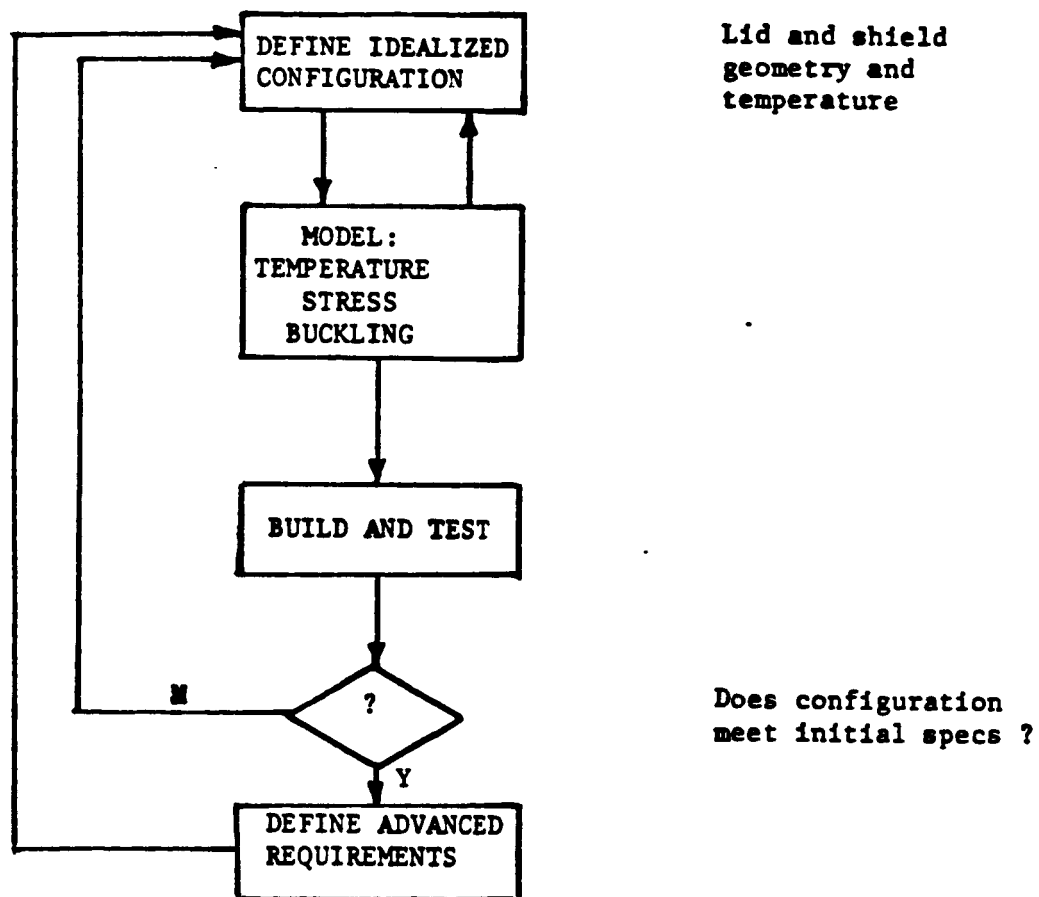 DEFINE IDEALIZED
CONFIGURATION
Lid and shield
geometry and
temperature
MODEL:
TEMPERATURE
STRESS
BUCKLING
BUILD AND TEST
?
Does configuration
meet initial specs ?
Y
DEFINE ADVANCED
REQUIREMENTS